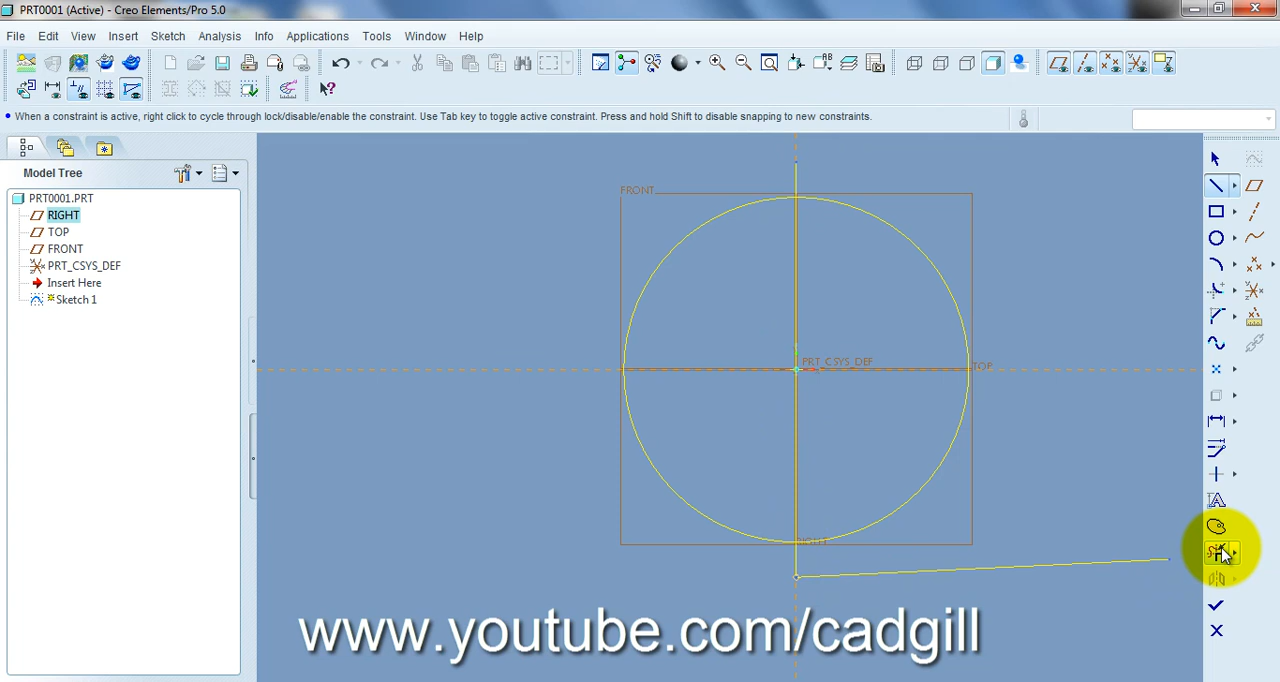 PRT0001 (Active) - Creo Elements/Pro 5.0
File Edit View Insert Sketch Analysis Info Applications Tools Window Help
When a constraint is active, right click to cycle through lock/disable/enable the constraint. Use Tab key to toggle active constraint. Press and hold Shift to disable snapping to new constraints.
Model Tree
PRT0001.PRT
RIGHT
TOP
FRONT
PRT_CSYS_DEF
Insert Here
Sketch 1
FRONT
PRT_CSYS_DEF
TOP
RIGHT
www.youtube.com/cadgill